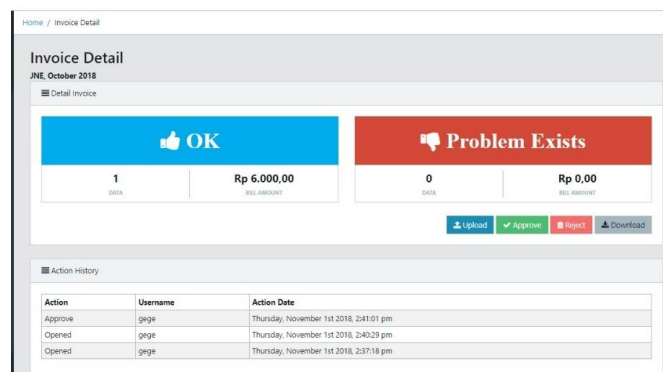 Home / Invoice Detail
Invoice Detail
JNE, October 2018
Detail Invoice
OK
Problem Exists
1
Rp 6.000,00
0
Rp 0,00
DATA
BILL AMOUNT
DATA
BILL AMOUNT
Upload Approve Reject Download
Action History
Action Username Action Date
Approve gege Thursday, November 1st 2018, 2:41:01 pm
Opened gege Thursday, November 1st 2018, 2:40:29 pm
Opened gege Thursday, November 1st 2018, 2:37:18 pm